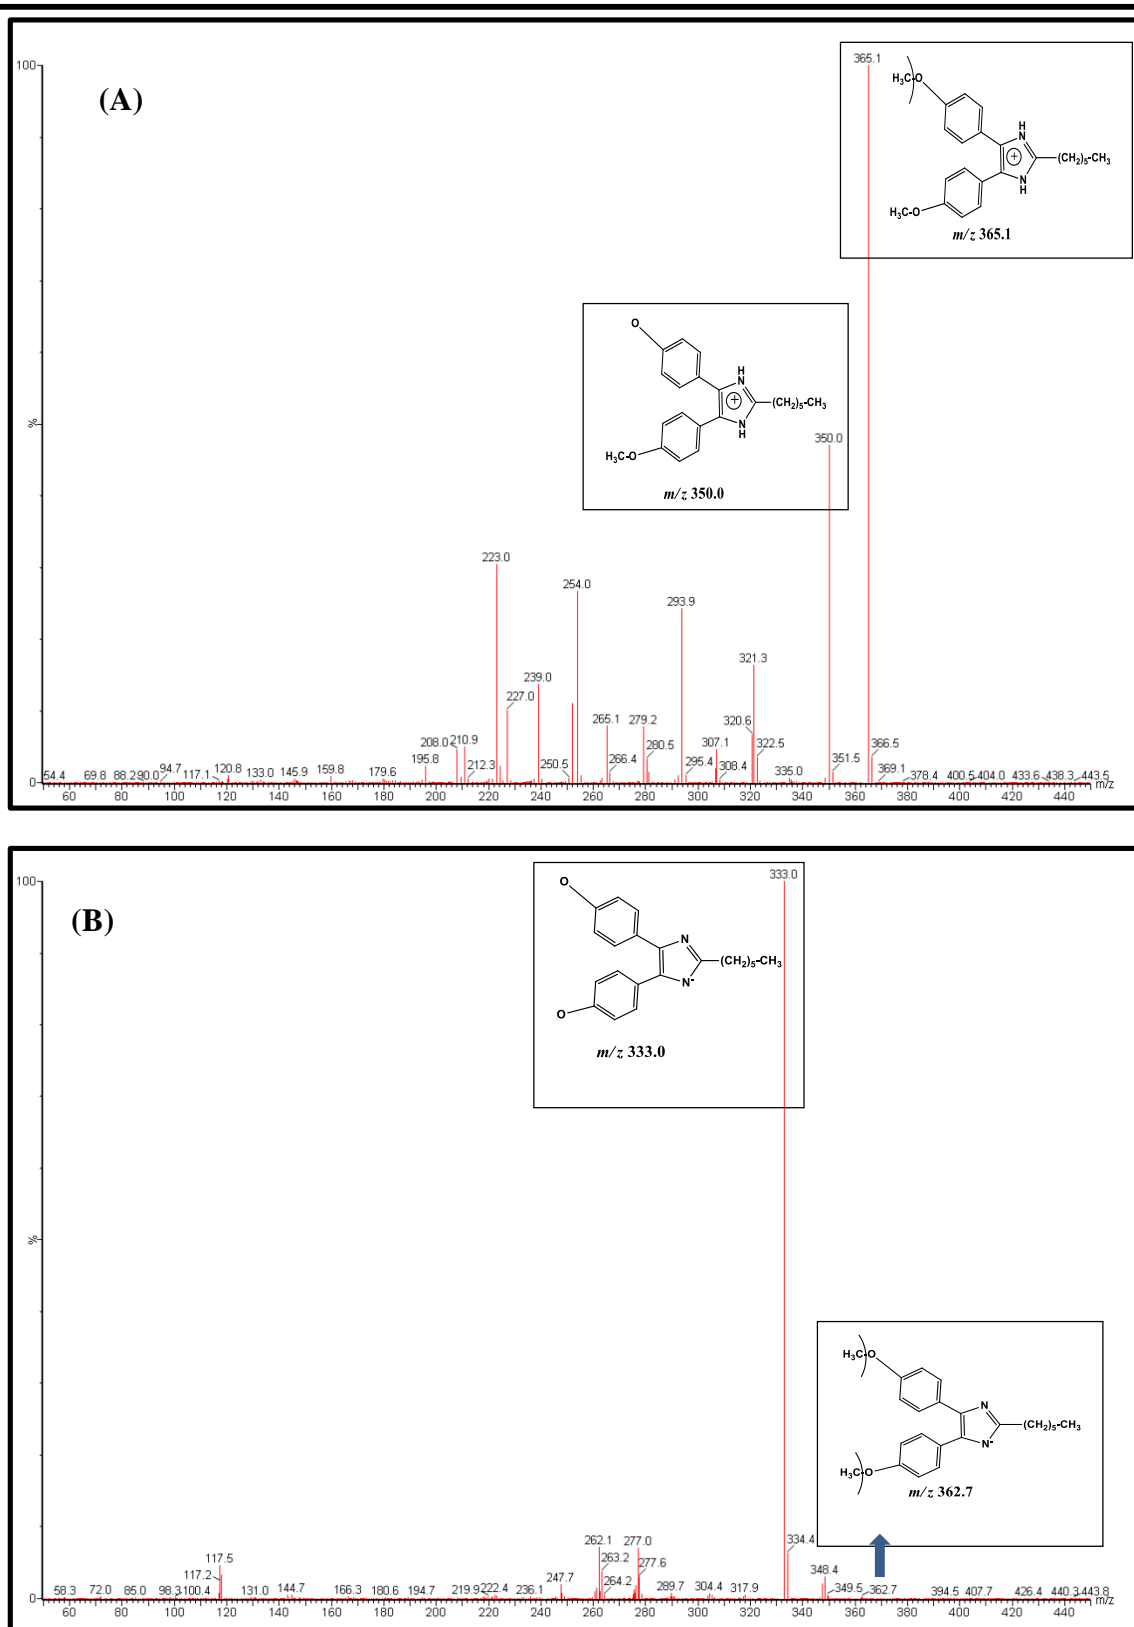 (A)
100
%
0
365.1
H₃C-O
H
N
N
H
(CH₂)₅-CH₃
H₃C-O
m/z 365.1
O
H
N
N
H
(CH₂)₅-CH₃
H₃C-O
m/z 350.0
350.0
223.0
254.0
293.9
321.3
239.0
227.0
265.1
279.2
320.6
208.0
210.9
280.5
307.1
322.5
366.5
195.8
212.3
250.5
266.4
295.4
308.4
335.0
351.5
369.1
54.4 69.8 88.2 90.0 94.7 117.1 120.8 133.0 145.9 159.8 179.6 378.4 400.5 404.0 433.6 438.3 443.5
60 80 100 120 140 160 180 200 220 240 260 280 300 320 340 360 380 400 420 440 m/z
(B)
100
%
0
333.0
O
N
N-
(CH₂)₅-CH₃
O
m/z 333.0
H₃C-O
N
N-
(CH₂)₅-CH₃
H₃C-O
m/z 362.7
117.5
117.2
262.1
263.2
264.2
277.0
277.6
334.4
348.4
58.3 72.0 85.0 98.3 100.4 131.0 144.7 166.3 180.6 194.7 219.9 222.4 236.1 247.7 289.7 304.4 317.9 349.5 362.7 394.5 407.7 426.4 440.3 443.8
60 80 100 120 140 160 180 200 220 240 260 280 300 320 340 360 380 400 420 440 m/z